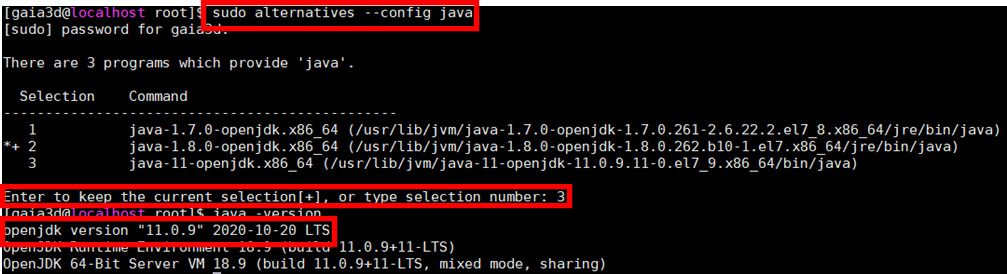 [gaia3d@localhost root]$ sudo alternatives --config java
[sudo] password for gaia3d:
There are 3 programs which provide 'java'.
Selection    Command
-----------------------------------------------
1           java-1.7.0-openjdk.x86_64 (/usr/lib/jvm/java-1.7.0-openjdk-1.7.0.261-2.6.22.2.el7_8.x86_64/jre/bin/java)
*+ 2           java-1.8.0-openjdk.x86_64 (/usr/lib/jvm/java-1.8.0-openjdk-1.8.0.262.b10-1.el7.x86_64/jre/bin/java)
3           java-11-openjdk.x86_64 (/usr/lib/jvm/java-11-openjdk-11.0.9.11-0.el7_9.x86_64/bin/java)
Enter to keep the current selection[+], or type selection number: 3
[gaia3d@localhost root]$ java -version
openjdk version "11.0.9" 2020-10-20 LTS
OpenJDK Runtime Environment 18.9 (build 11.0.9+11-LTS)
OpenJDK 64-Bit Server VM 18.9 (build 11.0.9+11-LTS, mixed mode, sharing)